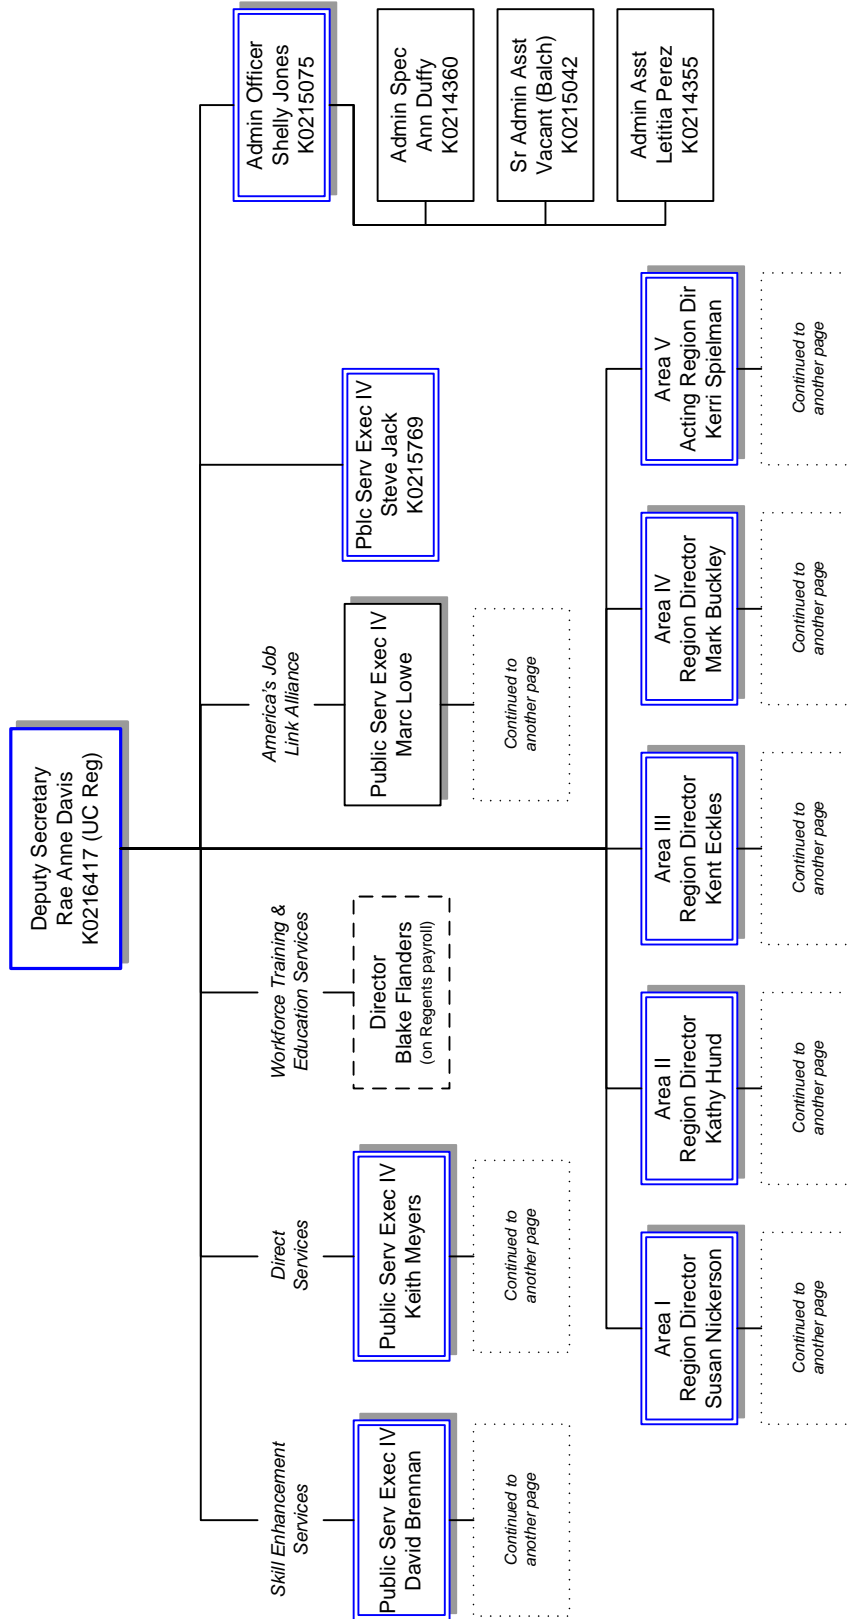 Deputy Secretary
Rae Anne Davis
K0216417 (UC Reg)
Skill Enhancement
Services
Public Serv Exec IV
David Brennan
Continued to
another page
Direct
Services
Public Serv Exec IV
Keith Meyers
Continued to
another page
Workforce Training &
Education Services
Director
Blake Flanders
(on Regents payroll)
America's Job
Link Alliance
Public Serv Exec IV
Marc Lowe
Continued to
another page
Pblc Serv Exec IV
Steve Jack
K0215769
Admin Officer
Shelly Jones
K0215075
Admin Spec
Ann Duffy
K0214360
Sr Admin Asst
Vacant (Balch)
K0215042
Admin Asst
Letitia Perez
K0214355
Area I
Region Director
Susan Nickerson
Continued to
another page
Area II
Region Director
Kathy Hund
Continued to
another page
Area III
Region Director
Kent Eckles
Continued to
another page
Area IV
Region Director
Mark Buckley
Continued to
another page
Area V
Acting Region Dir
Kerri Spielman
Continued to
another page